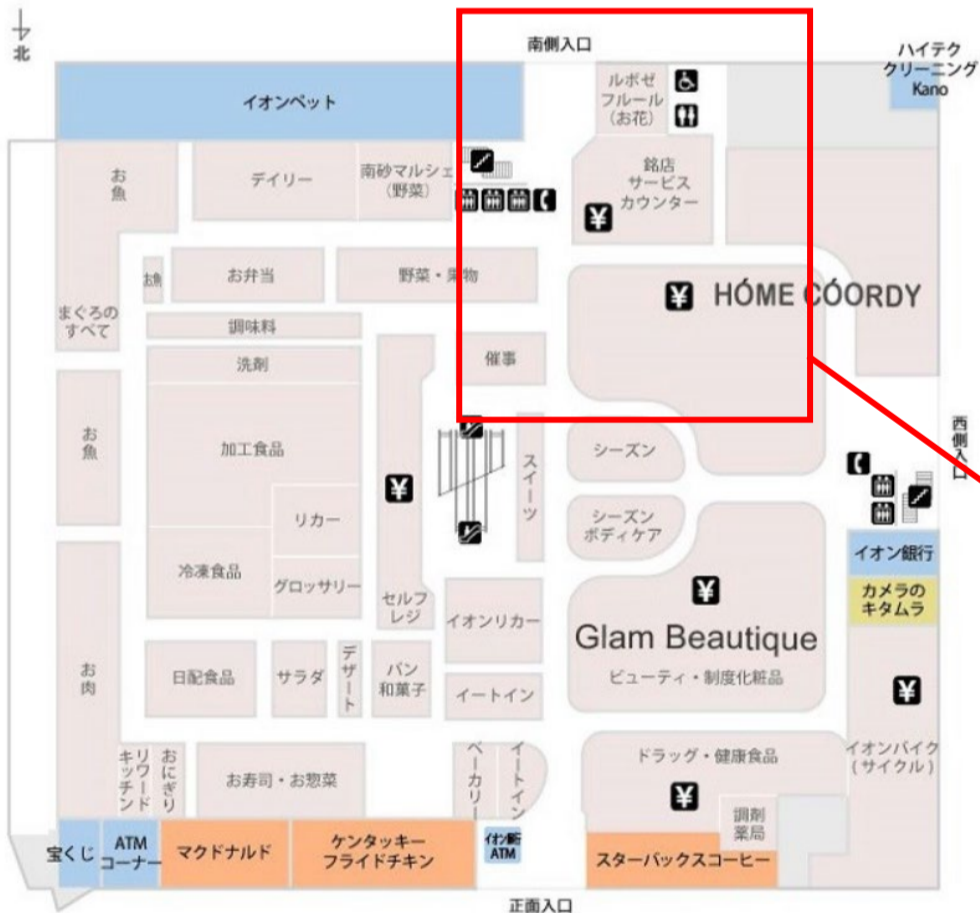 北
南側入口
ハイテク
クリーニング
Kano
イオンペット
ルボゼ
フルール
（お花）
お魚
デイリー
南砂マルシェ
（野菜）
銘店
サービス
カウンター
¥
お魚
お弁当
野菜・果物
¥
HÓME CÓORDY
まぐろの
すべて
調味料
洗剤
催事
お魚
加工食品
¥
スイーツ
シーズン
西側入口
リカー
シーズン
ボディケア
冷凍食品
グロッサリー
セルフ
レジ
イオンリカー
イオン銀行
カメラの
キタムラ
¥
Glam Beautique
ビューティ・制度化粧品
お肉
日配食品
サラダ
デザート
パン
和菓子
イートイン
¥
イオンバイク
(サイクル)
リワード
キッチン
おにぎり
お寿司・お惣菜
ベーカリー
イートイン
ドラッグ・健康食品
¥
調剤
薬局
宝くじ
ATM
コーナー
マクドナルド
ケンタッキー
フライドチキン
イオン銀行
ATM
スターバックスコーヒー
正面入口